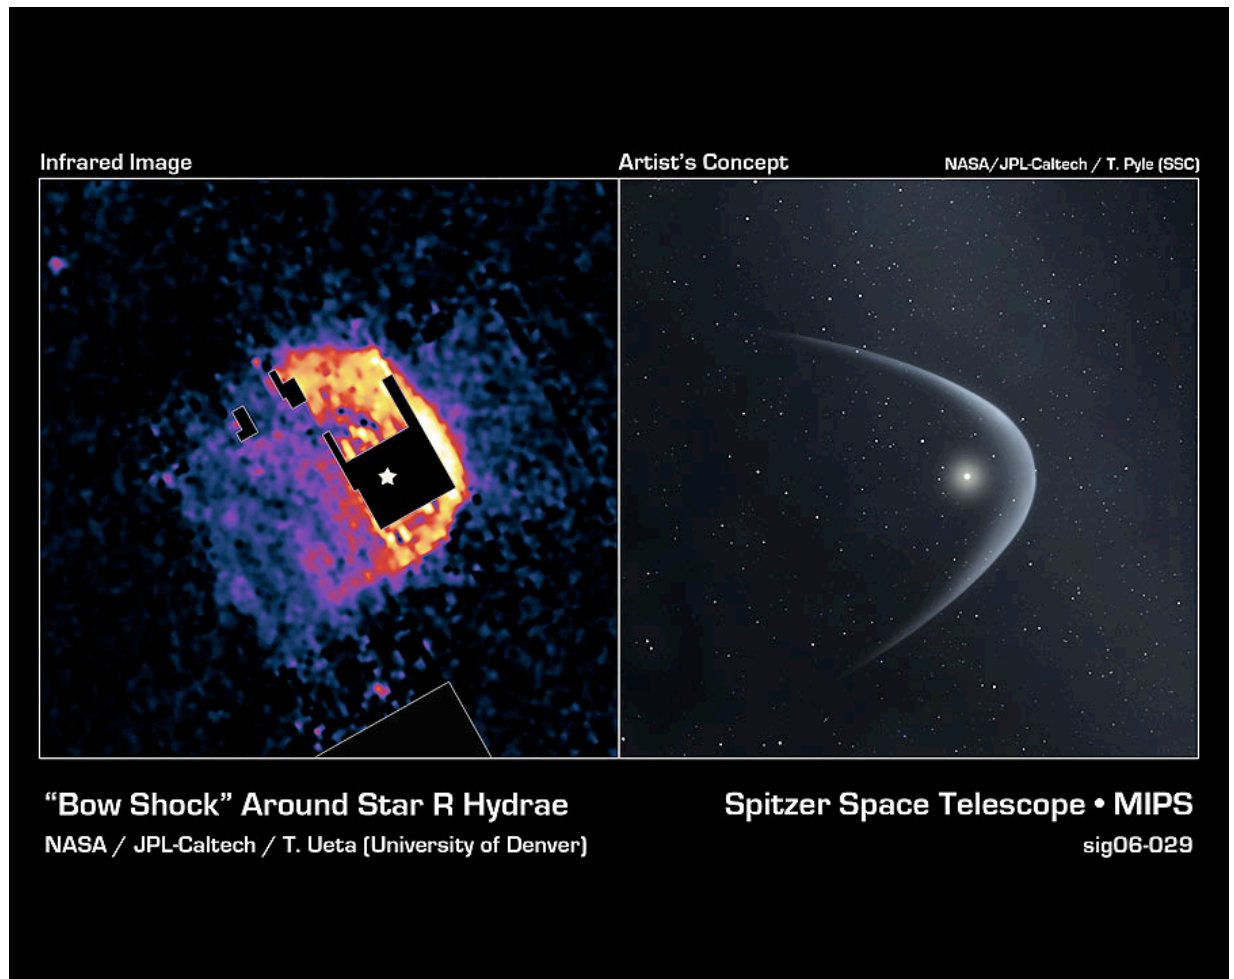 Infrared Image
Artist's Concept
NASA/JPL-Caltech / T. Pyle (SSC)
“Bow Shock” Around Star R Hydrae
Spitzer Space Telescope • MIPS
NASA / JPL-Caltech / T. Ueta (University of Denver)
sig06-029